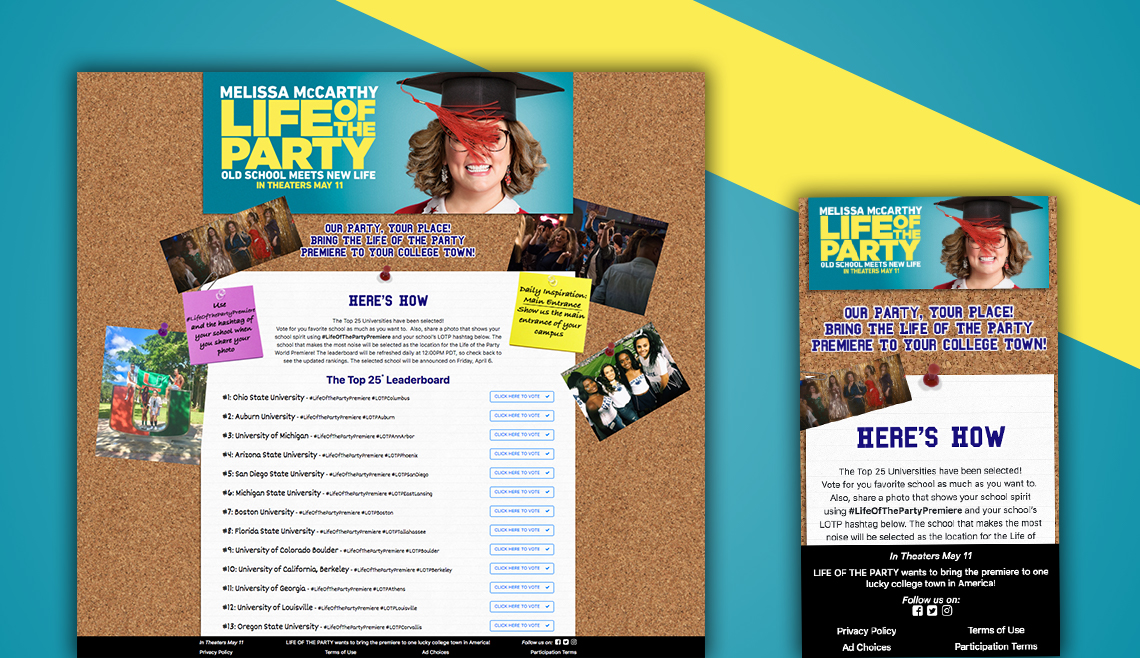 MELISSA McCARTHY
LIFE OF THE
PARTY
OLD SCHOOL MEETS NEW LIFE
IN THEATERS MAY 11
OUR PARTY, YOUR PLACE!
BRING THE LIFE OF THE PARTY
PREMIERE TO YOUR COLLEGE TOWN!
Use
#LifeOfThePartyPremiere
and the hashtag of
your school when
you share your
photo
Daily Inspiration:
Main Entrance
Show us the main
entrance of your
campus
HERE'S HOW
The Top 25 Universities have been selected!
Vote for you favorite school as much as you want to. Also, share a photo that shows your
school spirit using #LifeOfThePartyPremiere and your school's LOTP hashtag below. The
school that makes the most noise will be selected as the location for the Life of the Party
World Premiere! The leaderboard will be refreshed daily at 12:00PM PDT, so check back to
see the updated rankings. The selected school will be announced on Friday, April 6.
The Top 25* Leaderboard
#1: Ohio State University - #LifeOfThePartyPremiere #LOTPColumbus CLICK HERE TO VOTE
#2: Auburn University - #LifeOfThePartyPremiere #LOTPAuburn CLICK HERE TO VOTE
#3: University of Michigan - #LifeOfThePartyPremiere #LOTPAnnArbor CLICK HERE TO VOTE
#4: Arizona State University - #LifeOfThePartyPremiere #LOTPPhoenix CLICK HERE TO VOTE
#5: San Diego State University - #LifeOfThePartyPremiere #LOTPSanDiego CLICK HERE TO VOTE
#6: Michigan State University - #LifeOfThePartyPremiere #LOTPEastLansing CLICK HERE TO VOTE
#7: Boston University - #LifeOfThePartyPremiere #LOTPBoston CLICK HERE TO VOTE
#8: Florida State University - #LifeOfThePartyPremiere #LOTPTallahassee CLICK HERE TO VOTE
#9: University of Colorado Boulder - #LifeOfThePartyPremiere #LOTPBoulder CLICK HERE TO VOTE
#10: University of California, Berkeley - #LifeOfThePartyPremiere #LOTPBerkeley CLICK HERE TO VOTE
#11: University of Georgia - #LifeOfThePartyPremiere #LOTPAthens CLICK HERE TO VOTE
#12: University of Louisville - #LifeOfThePartyPremiere #LOTPLouisville CLICK HERE TO VOTE
#13: Oregon State University - #LifeOfThePartyPremiere #LOTPCorvallis CLICK HERE TO VOTE
In Theaters May 11 LIFE OF THE PARTY wants to bring the premiere to one lucky college town in America! Follow us on:
Privacy Policy Terms of Use Ad Choices Participation Terms
MELISSA McCARTHY
LIFE OF THE
PARTY
OLD SCHOOL MEETS NEW LIFE
IN THEATERS MAY 11
OUR PARTY, YOUR PLACE!
BRING THE LIFE OF THE PARTY
PREMIERE TO YOUR COLLEGE TOWN!
HERE'S HOW
The Top 25 Universities have been selected!
Vote for you favorite school as much as you want to.
Also, share a photo that shows your school spirit
using #LifeOfThePartyPremiere and your school's
LOTP hashtag below. The school that makes the most
noise will be selected as the location for the Life of
In Theaters May 11
LIFE OF THE PARTY wants to bring the premiere to one
lucky college town in America!
Follow us on:
Privacy Policy Terms of Use
Ad Choices Participation Terms